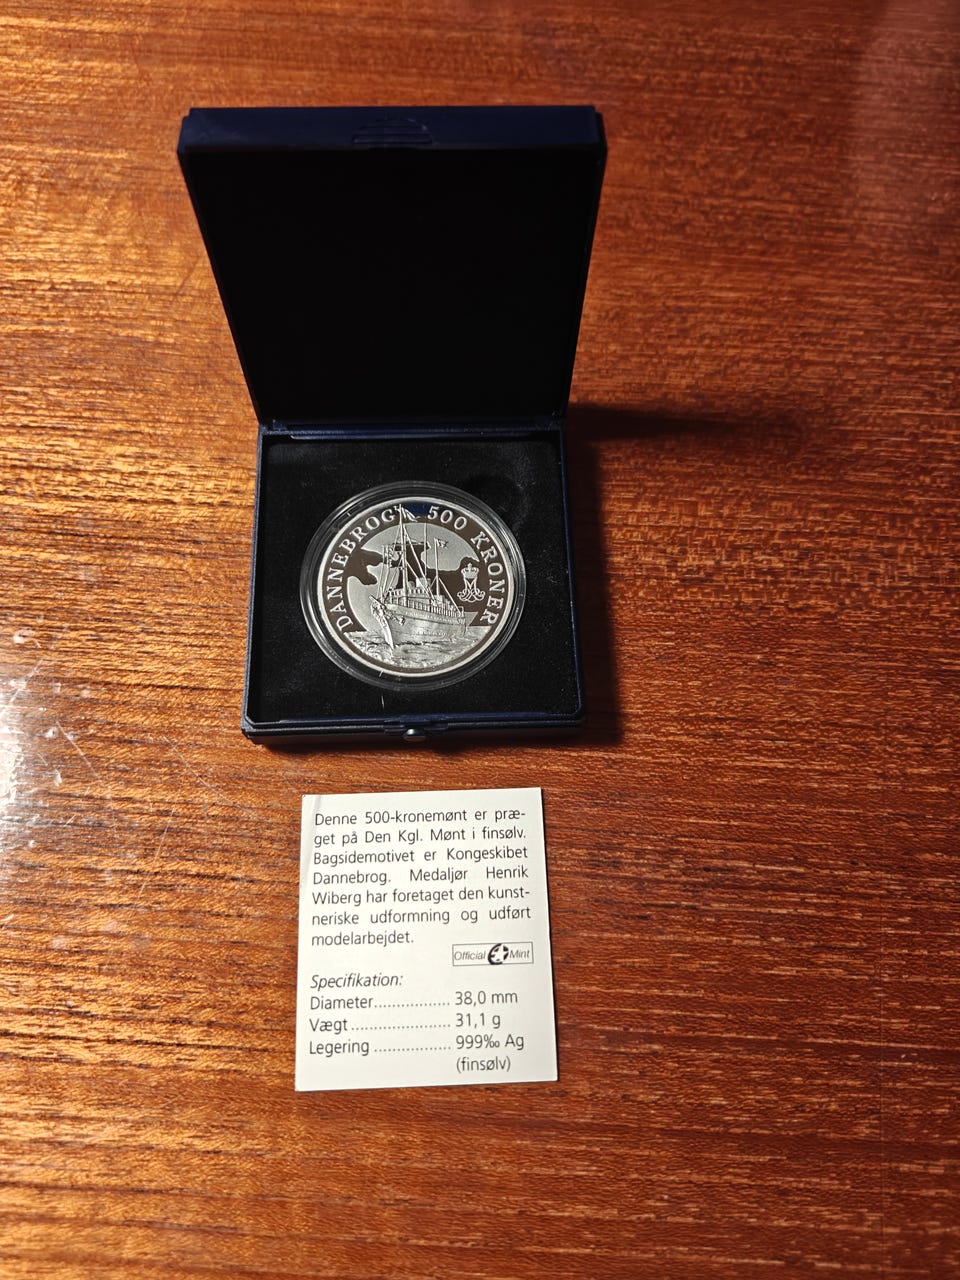 DANNEBROG 500 KRONER
Denne 500-kronemønt er præ-
get på Den Kgl. Mønt i finsølv.
Bagsidemotivet er Kongeskibet
Dannebrog. Medaljør Henrik
Wiberg har foretaget den kunst-
neriske udformning og udført
modelarbejdet.
Official Mint
Specifikation:
Diameter................. 38,0 mm
Vægt...................... 31,1 g
Legering ................. 999‰ Ag
(finsølv)